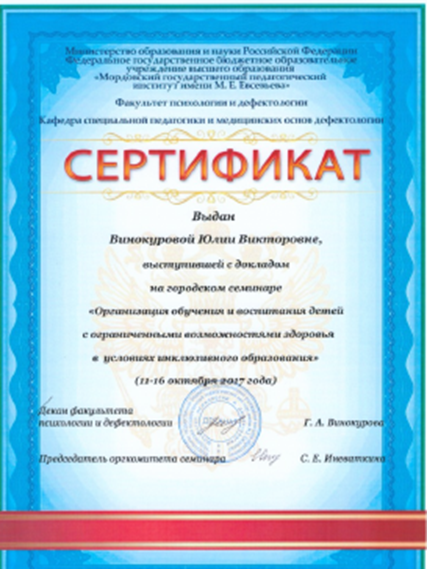 Министерство образования и науки Российской Федерации
Федеральное государственное бюджетное образовательное
учреждение высшего образования
«Мордовский государственный педагогический
институт имени М. Е. Евсевьева»
Факультет психологии и дефектологии
Кафедра специальной педагогики и медицинских основ дефектологии
СЕРТИФИКАТ
Выдан
Винокуровой Юлии Викторовне,
выступившей с докладом
на городском семинаре
«Организация обучения и воспитания детей
с ограниченными возможностями здоровья
в условиях инклюзивного образования»
(11-16 октября 2017 года)
Декан факультета
психологии и дефектологии Г. А. Винокурова
Председатель оргкомитета семинара С. Е. Иневаткина